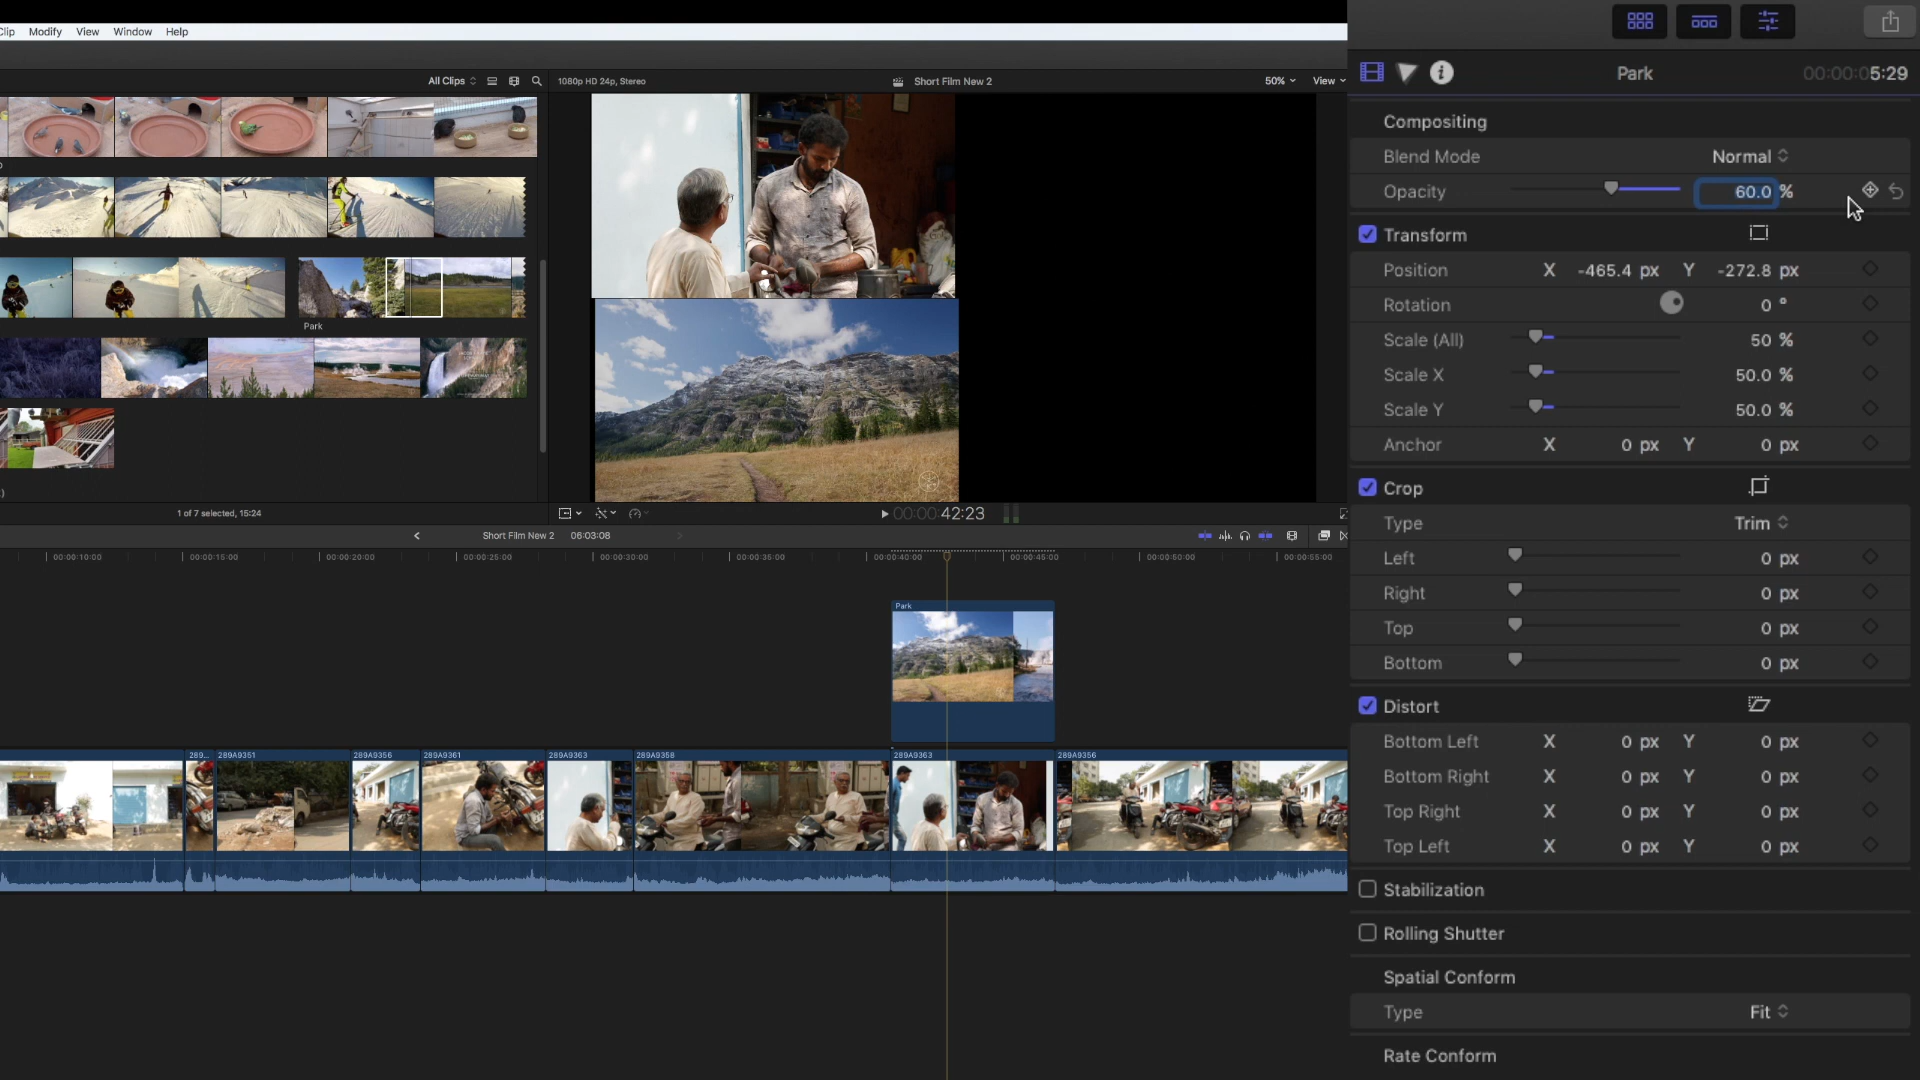 Clip Modify View Window Help
All Clips
1080p HD 24p, Stereo
Short Film New 2
50%
View
Park
00:00:05:29
Compositing
Blend Mode Normal
Opacity 60.0 %
Transform
Position X -465.4 px Y -272.8 px
Rotation 0 °
Scale (All) 50 %
Scale X 50.0 %
Scale Y 50.0 %
Anchor X 0 px Y 0 px
Crop
Type Trim
Left 0 px
Right 0 px
Top 0 px
Bottom 0 px
Distort
Bottom Left X 0 px Y 0 px
Bottom Right X 0 px Y 0 px
Top Right X 0 px Y 0 px
Top Left X 0 px Y 0 px
Stabilization
Rolling Shutter
Spatial Conform
Type Fit
Rate Conform
Park
1 of 7 selected, 15:24
00:00:42:23
Short Film New 2 06:03:08
00:00:10:00 00:00:15:00 00:00:20:00 00:00:25:00 00:00:30:00 00:00:35:00 00:00:40:00 00:00:45:00 00:00:50:00 00:00:55:00
Park
289... 289A9351 289A9356 289A9361 289A9363 289A9358 289A9363 289A9356